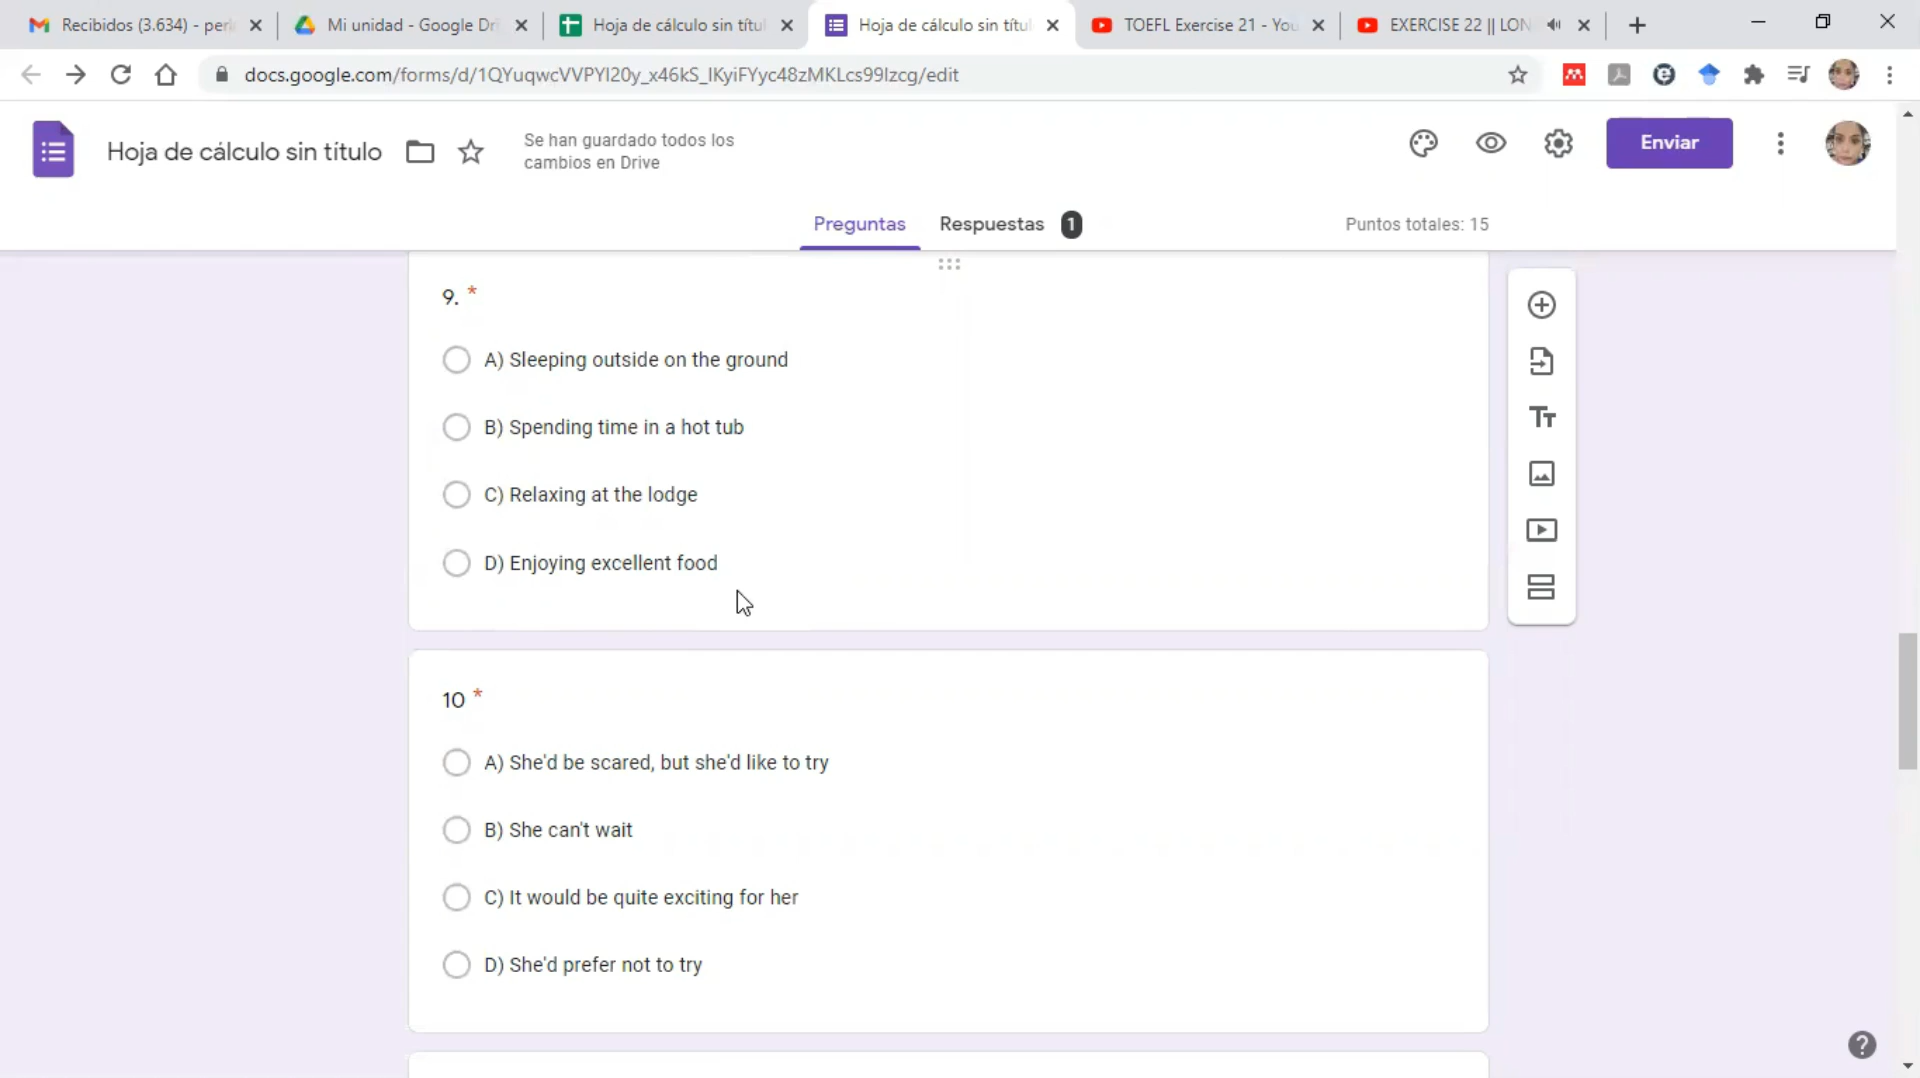 Recibidos (3.634) - peri
Mi unidad - Google Dri
Hoja de cálculo sin títul
Hoja de cálculo sin títul
TOEFL Exercise 21 - You
EXERCISE 22 || LON
docs.google.com/forms/d/1QYuqwcVVPYl20y_x46kS_lKyiFYyc48zMKLcs99lzcg/edit
Hoja de cálculo sin título
Se han guardado todos los
cambios en Drive
Enviar
Preguntas
Respuestas 1
Puntos totales: 15
9. *
A) Sleeping outside on the ground
B) Spending time in a hot tub
C) Relaxing at the lodge
D) Enjoying excellent food
10 *
A) She'd be scared, but she'd like to try
B) She can't wait
C) It would be quite exciting for her
D) She'd prefer not to try